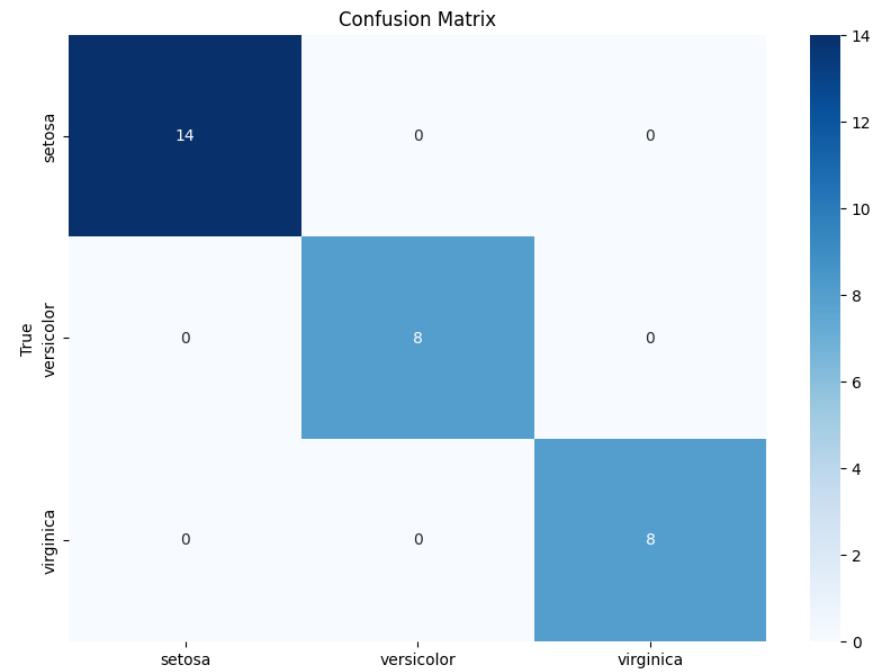 Confusion Matrix
setosa
14
0
0
True
versicolor
0
8
0
virginica
0
0
8
setosa
versicolor
virginica
14
12
10
8
6
4
2
0